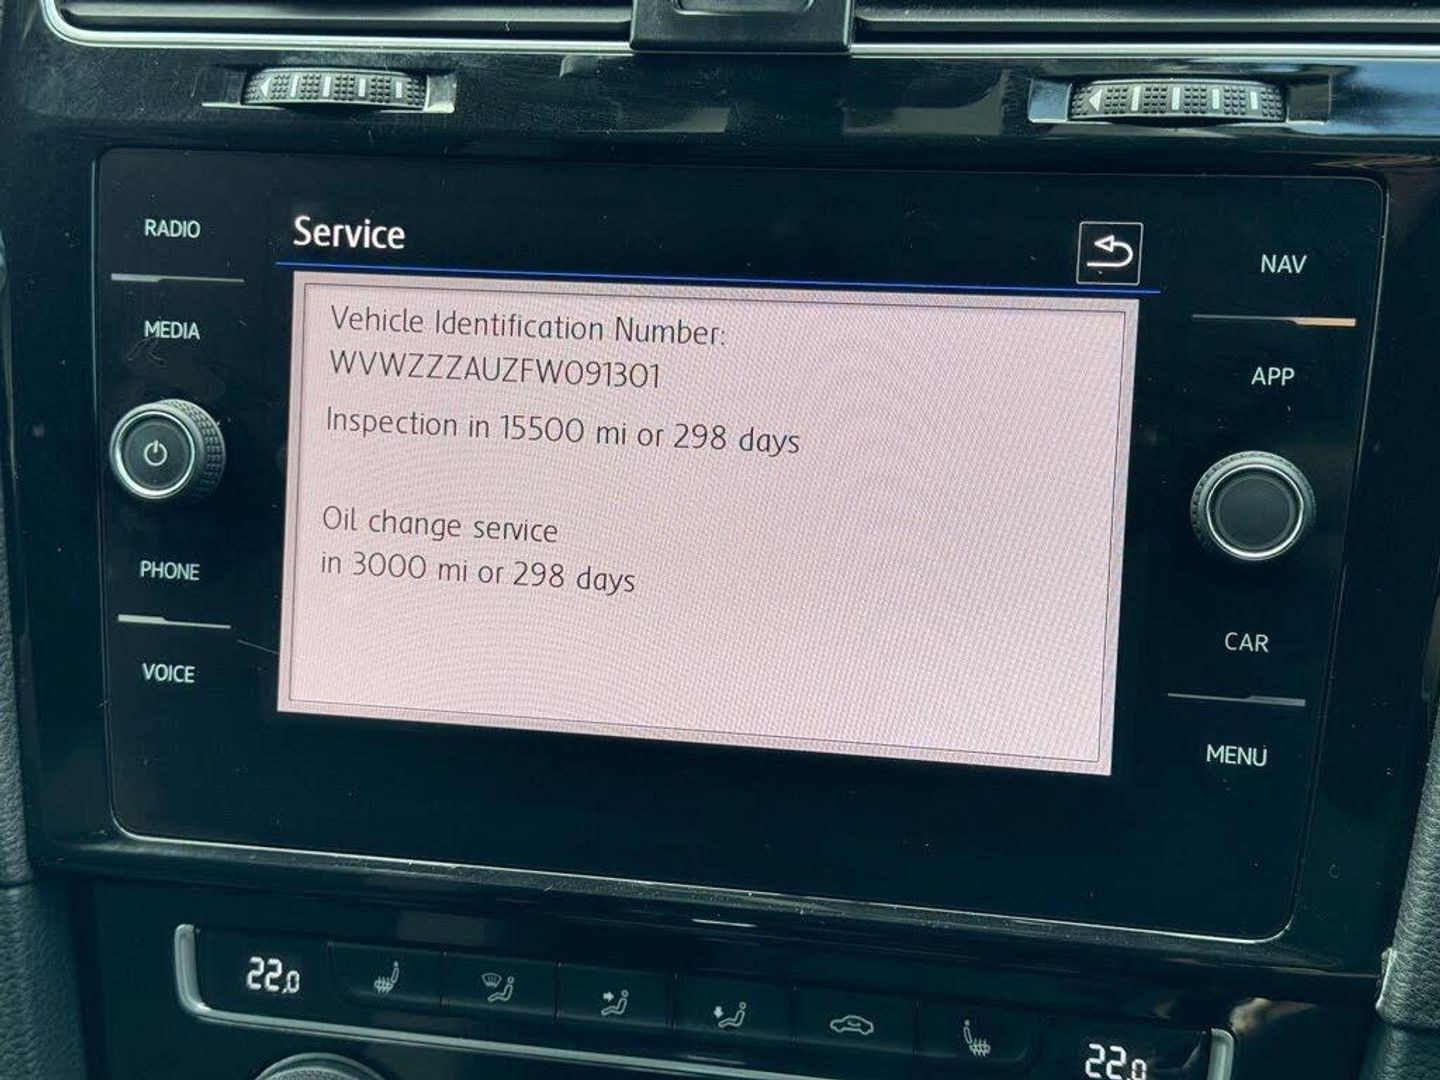 RADIO
MEDIA
PHONE
VOICE
Service
Vehicle Identification Number:
WVWZZZAUZFW091301
Inspection in 15500 mi or 298 days
Oil change service
in 3000 mi or 298 days
NAV
APP
CAR
MENU
22.0
22.0